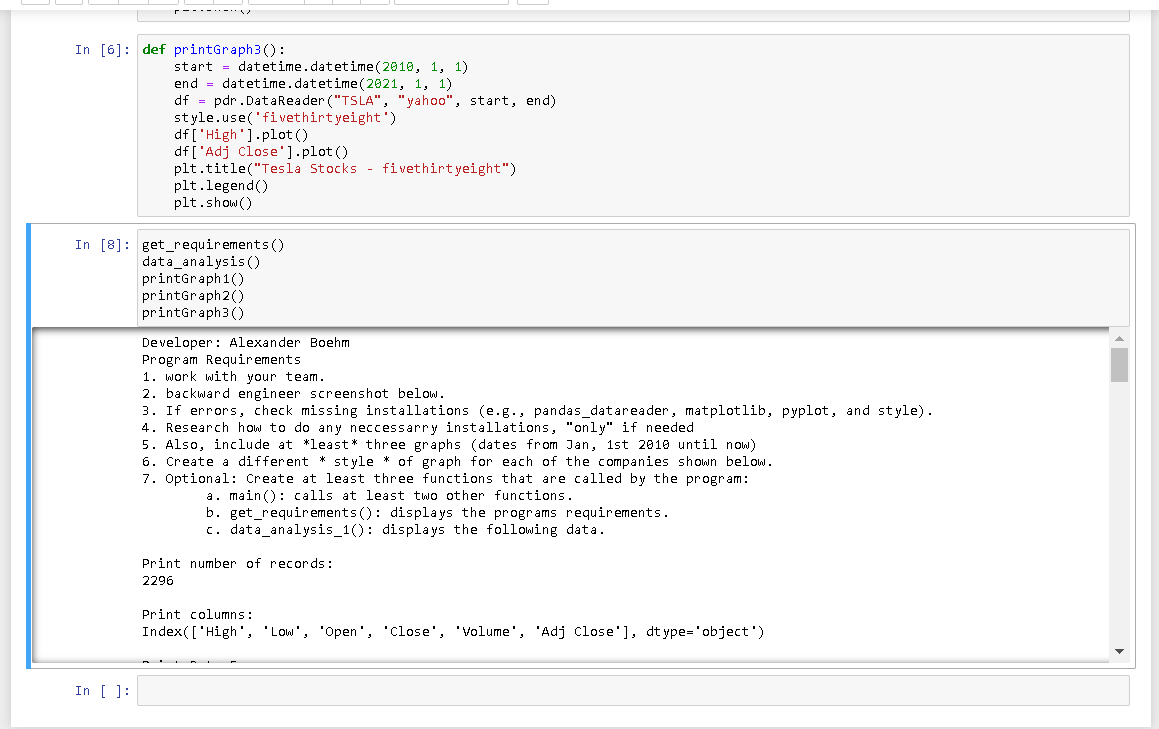 In [6]: def printGraph3():
    start = datetime.datetime(2010, 1, 1)
    end = datetime.datetime(2021, 1, 1)
    df = pdr.DataReader("TSLA", "yahoo", start, end)
    style.use('fivethirtyeight')
    df['High'].plot()
    df['Adj Close'].plot()
    plt.title("Tesla Stocks - fivethirtyeight")
    plt.legend()
    plt.show()
In [8]: get_requirements()
data_analysis()
printGraph1()
printGraph2()
printGraph3()
Developer: Alexander Boehm
Program Requirements
1. work with your team.
2. backward engineer screenshot below.
3. If errors, check missing installations (e.g., pandas_datareader, matplotlib, pyplot, and style).
4. Research how to do any neccessarry installations, "only" if needed
5. Also, include at *least* three graphs (dates from Jan, 1st 2010 until now)
6. Create a different * style * of graph for each of the companies shown below.
7. Optional: Create at least three functions that are called by the program:
        a. main(): calls at least two other functions.
        b. get_requirements(): displays the programs requirements.
        c. data_analysis_1(): displays the following data.
Print number of records:
2296
Print columns:
Index(['High', 'Low', 'Open', 'Close', 'Volume', 'Adj Close'], dtype='object')
In [ ]: